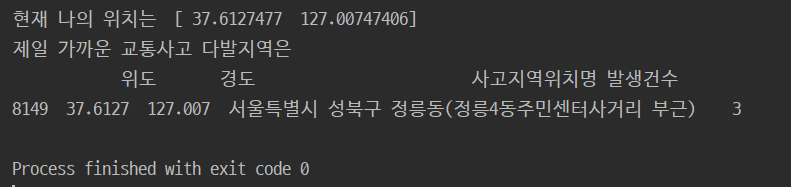 현재 나의 위치는  [ 37.6127477  127.00747406]
제일 가까운 교통사고 다발지역은
위도 경도 사고지역위치명 발생건수
8149  37.6127  127.007  서울특별시 성북구 정릉동(정릉4동주민센터사거리 부근)  3
Process finished with exit code 0